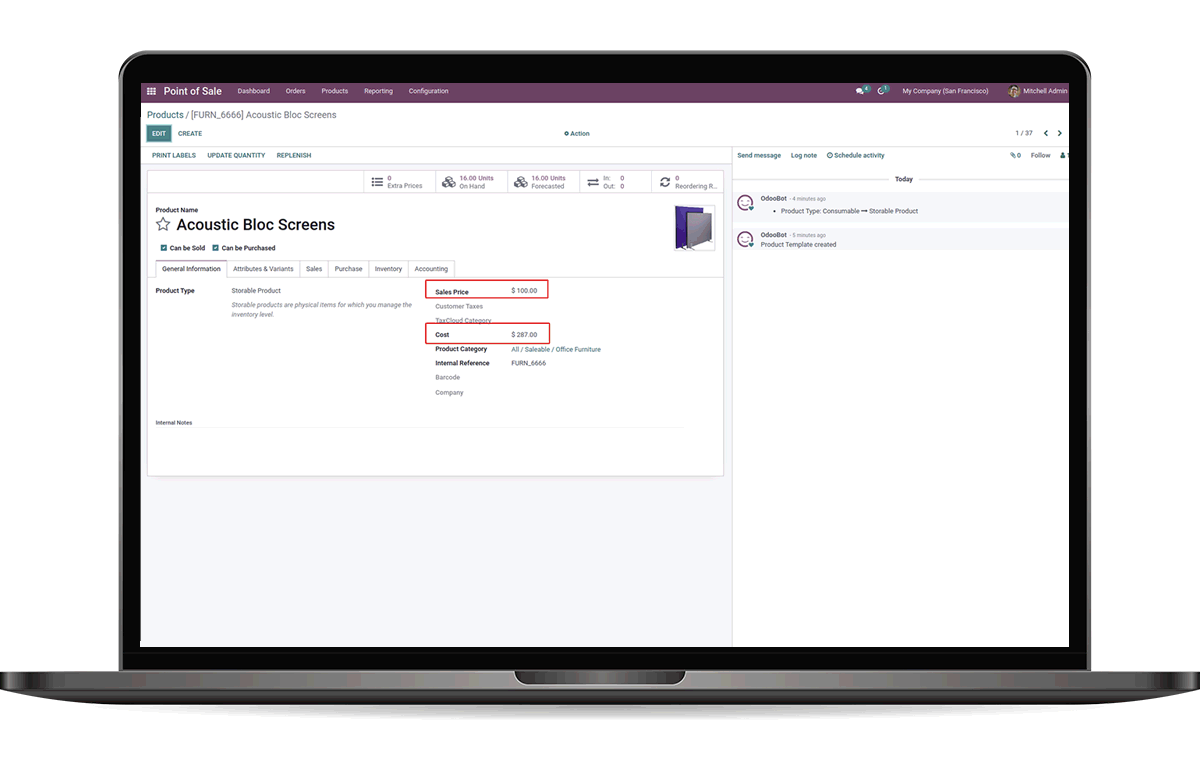 Point of Sale Dashboard Orders Products Reporting Configuration 4 1 My Company (San Francisco) Mitchell Admin
Products / [FURN_6666] Acoustic Bloc Screens
EDIT CREATE Action 1 / 37
PRINT LABELS UPDATE QUANTITY REPLENISH
Send message Log note Schedule activity 0 Follow 1
0
Extra Prices
16.00 Units
On Hand
16.00 Units
Forecasted
In: 0
Out: 0
0
Reordering R...
Product Name
Acoustic Bloc Screens
Can be Sold Can be Purchased
General Information Attributes & Variants Sales Purchase Inventory Accounting
Product Type Storable Product
Storable products are physical items for which you manage the
inventory level.
Sales Price $ 100.00
Customer Taxes
TaxCloud Category
Cost $ 287.00
Product Category All / Saleable / Office Furniture
Internal Reference FURN_6666
Barcode
Company
Internal Notes
Today
OdooBot - 4 minutes ago
Product Type: Consumable → Storable Product
OdooBot - 5 minutes ago
Product Template created